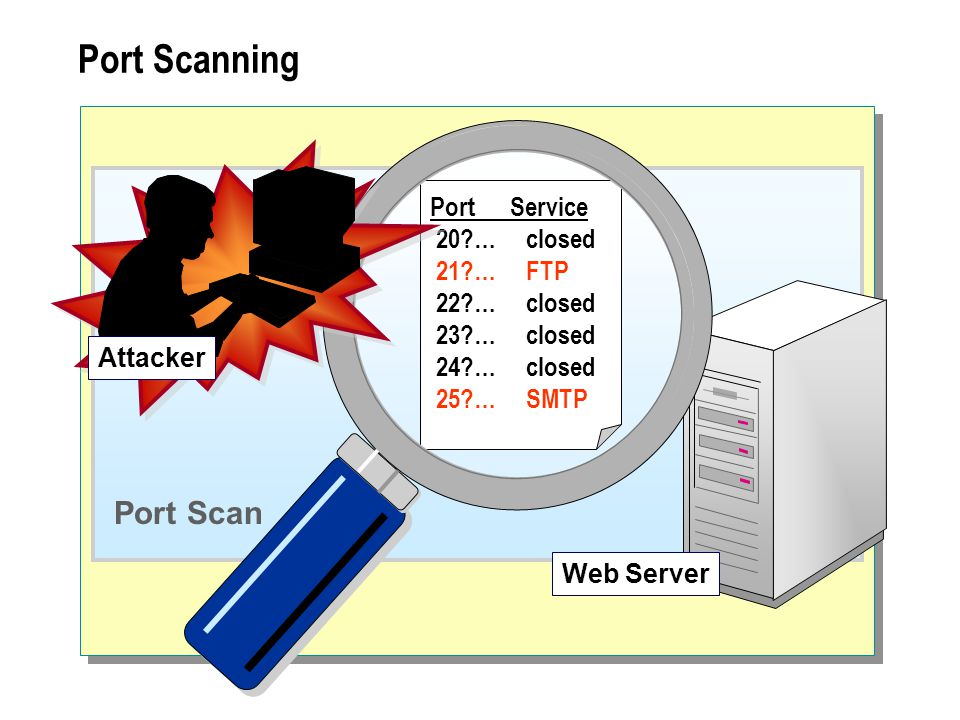 Port Scanning
Port Service
20?... closed
21?... FTP
22?... closed
23?... closed
24?... closed
25?... SMTP
Attacker
Port Scan
Web Server